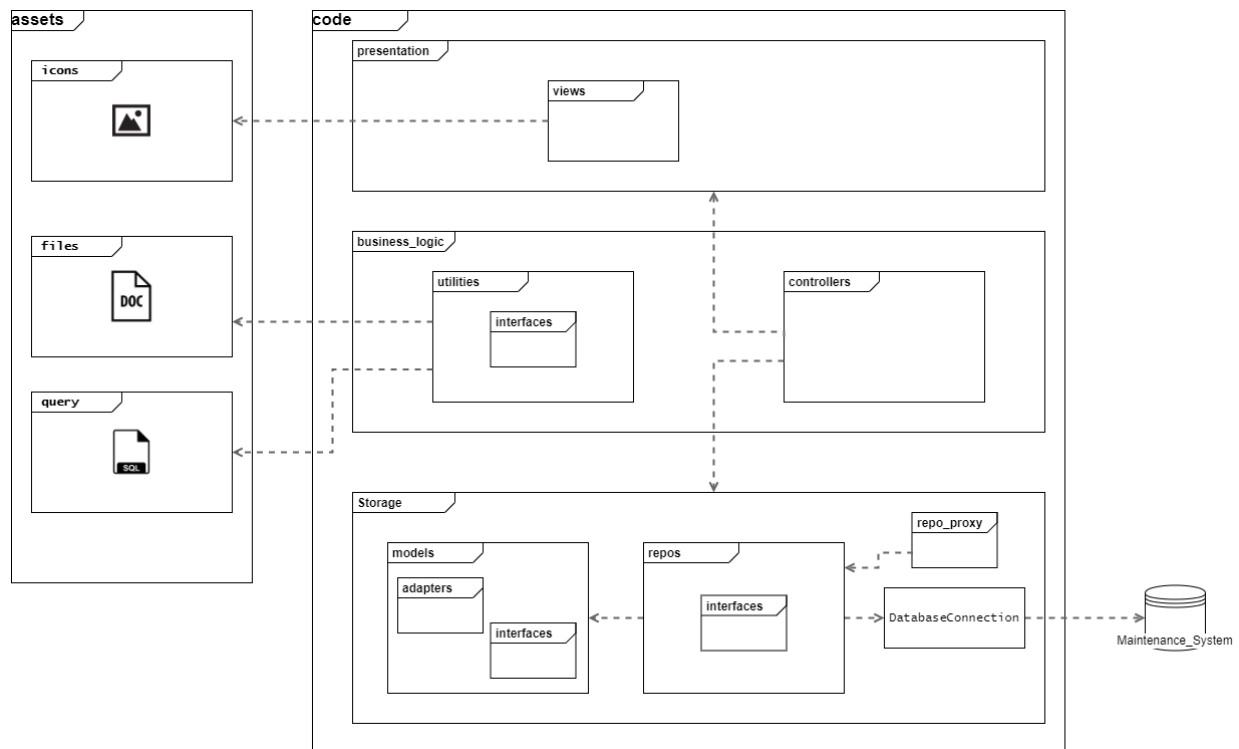 assets
code
presentation
icons
views
files
DOC
business_logic
utilities
controllers
interfaces
query
SQL
Storage
repo_proxy
models
repos
adapters
interfaces
interfaces
DatabaseConnection
Maintenance_System